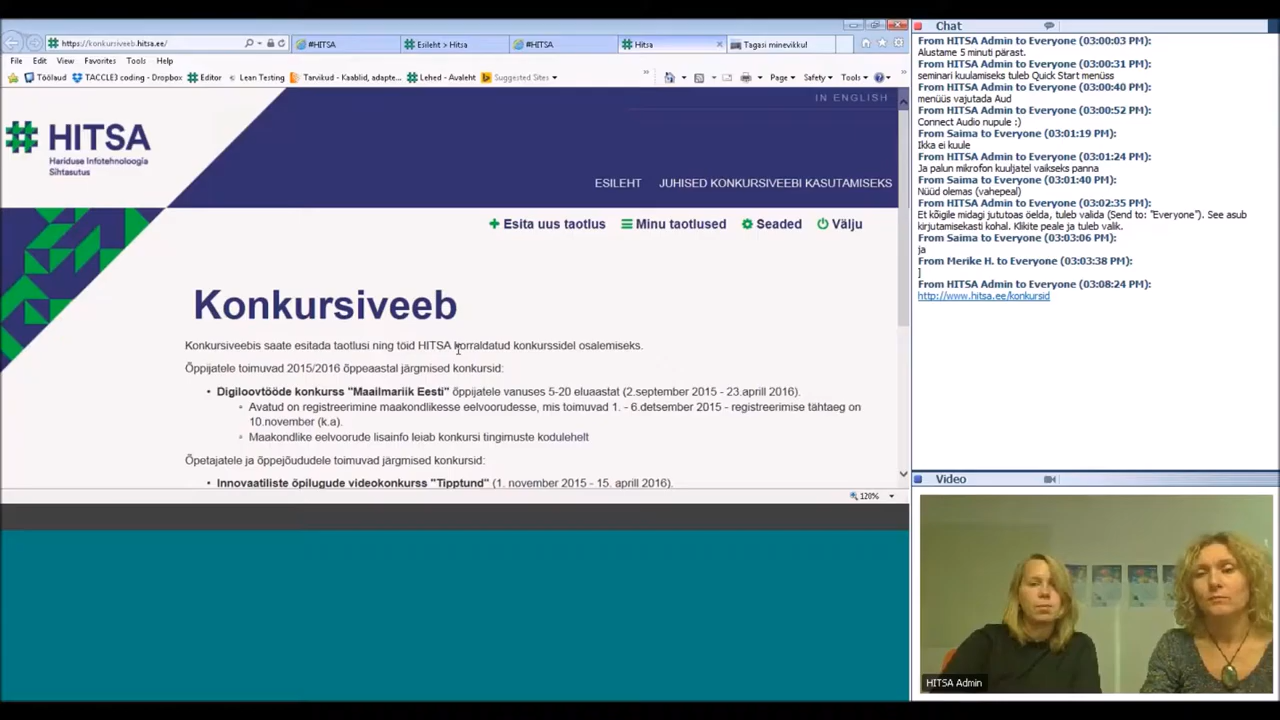 https://konkursiveeb.hitsa.ee/
#HITSA
Esileht > Hitsa
#HITSA
Hitsa
Tagasi minevikku!
File Edit View Favorites Tools Help
Töölaud TACCLE3 coding - Dropbox Editor Lean Testing Tarvikud - Kaablid, adapte... Lehed - Avaleht Suggested Sites
Page Safety Tools
IN ENGLISH
HITSA
Hariduse Infotehnoloogia
Sihtasutus
ESILEHT JUHISED KONKURSIVEEBI KASUTAMISEKS
Esita uus taotlus Minu taotlused Seaded Välju
Konkursiveeb
Konkursiveebis saate esitada taotlusi ning töid HITSA korraldatud konkurssidel osalemiseks.
Õppijatele toimuvad 2015/2016 õppeaastal järgmised konkursid:
• Digiloovtööde konkurss "Maailmariik Eesti" õppijatele vanuses 5-20 eluaastat (2.september 2015 - 23.aprill 2016).
Avatud on registreerimine maakondlikesse eelvoorudesse, mis toimuvad 1. - 6.detsember 2015 - registreerimise tähtaeg on
10.november (k.a).
Maakondlike eelvoorude lisainfo leiab konkursi tingimuste kodulehelt
Õpetajatele ja õppejõududele toimuvad järgmised konkursid:
• Innovaatiliste õpilugude videokonkurss "Tipptund" (1. november 2015 - 15. aprill 2016).
120%
Chat
From HITSA Admin to Everyone (03:00:03 PM):
Alustame 5 minuti pärast.
From HITSA Admin to Everyone (03:00:31 PM):
seminari kuulamiseks tuleb Quick Start menüss
From HITSA Admin to Everyone (03:00:40 PM):
menüüs vajutada Aud
From HITSA Admin to Everyone (03:00:52 PM):
Connect Audio nupule :)
From Saima to Everyone (03:01:19 PM):
Ikka ei kuule
From HITSA Admin to Everyone (03:01:24 PM):
Ja palun mikrofon kuuljatel vaikseks panna
From Saima to Everyone (03:01:40 PM):
Nüüd olemas (vahepeal)
From HITSA Admin to Everyone (03:02:35 PM):
Et kõigile midagi jututoas öelda, tuleb valida (Send to: "Everyone"). See asub
kirjutamisekasti kohal. Klikite peale ja tuleb valik.
From Saima to Everyone (03:03:06 PM):
ja
From Merike H. to Everyone (03:03:38 PM):
]
From HITSA Admin to Everyone (03:08:24 PM):
http://www.hitsa.ee/konkursid
Video
HITSA Admin